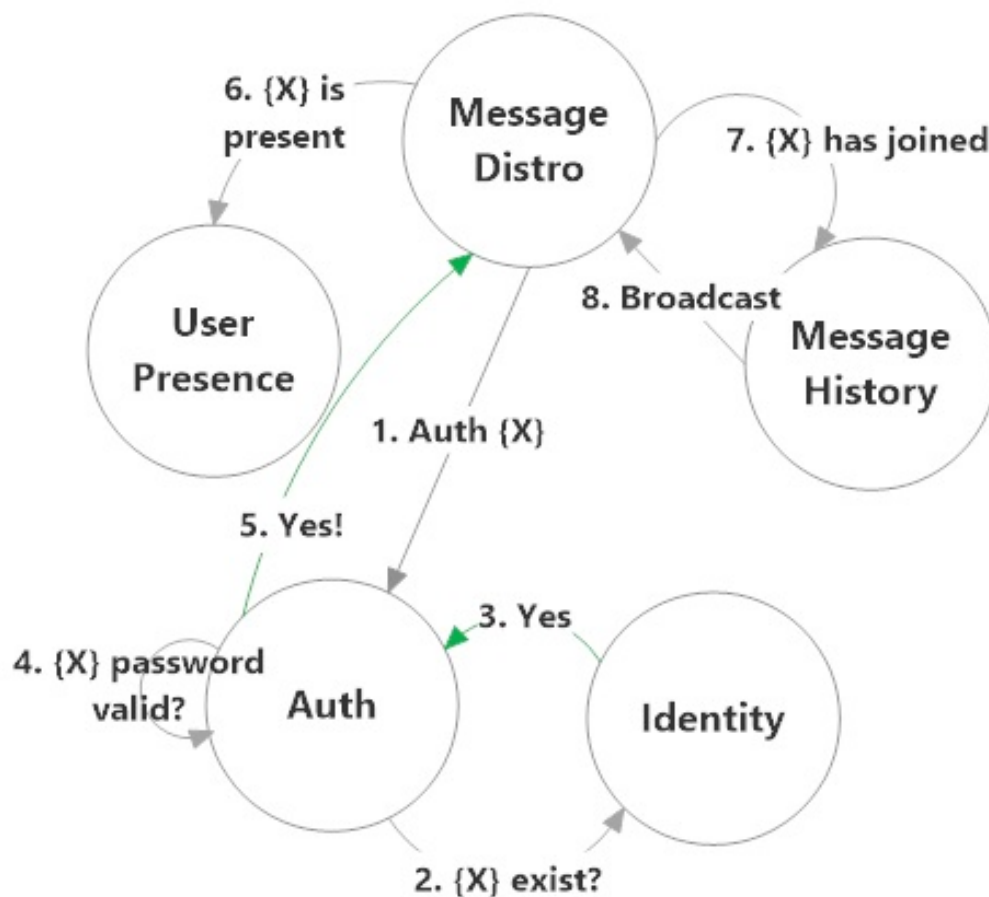 6. {X} is
present
Message
Distro
7. {X} has joined
User
Presence
8. Broadcast
Message
History
1. Auth {X}
5. Yes!
3. Yes
4. {X} password
valid?
Auth
Identity
2. {X} exist?